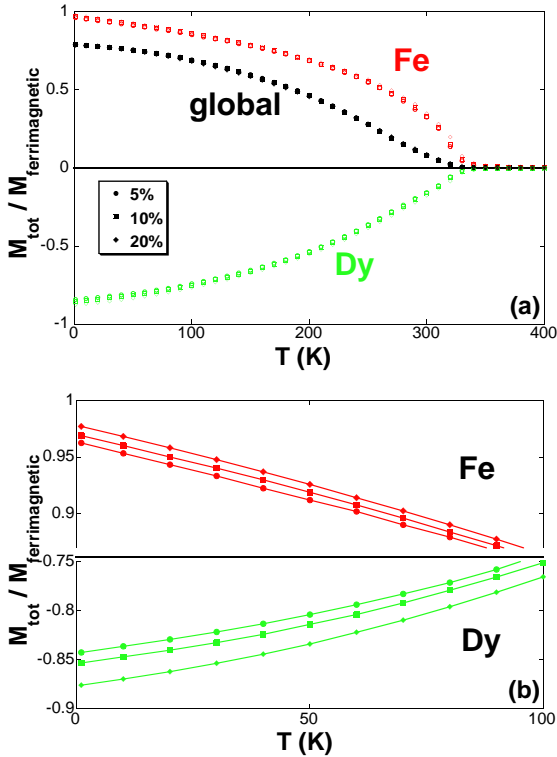 1
0.5
0
-0.5
-1
M_tot / M_ferrimagnetic
Fe
global
5%
10%
20%
Dy
(a)
0 100 200 300 400
T (K)
1
0.95
0.9
Fe
-0.75
-0.8
-0.85
-0.9
M_tot / M_ferrimagnetic
Dy
(b)
0 50 100
T (K)